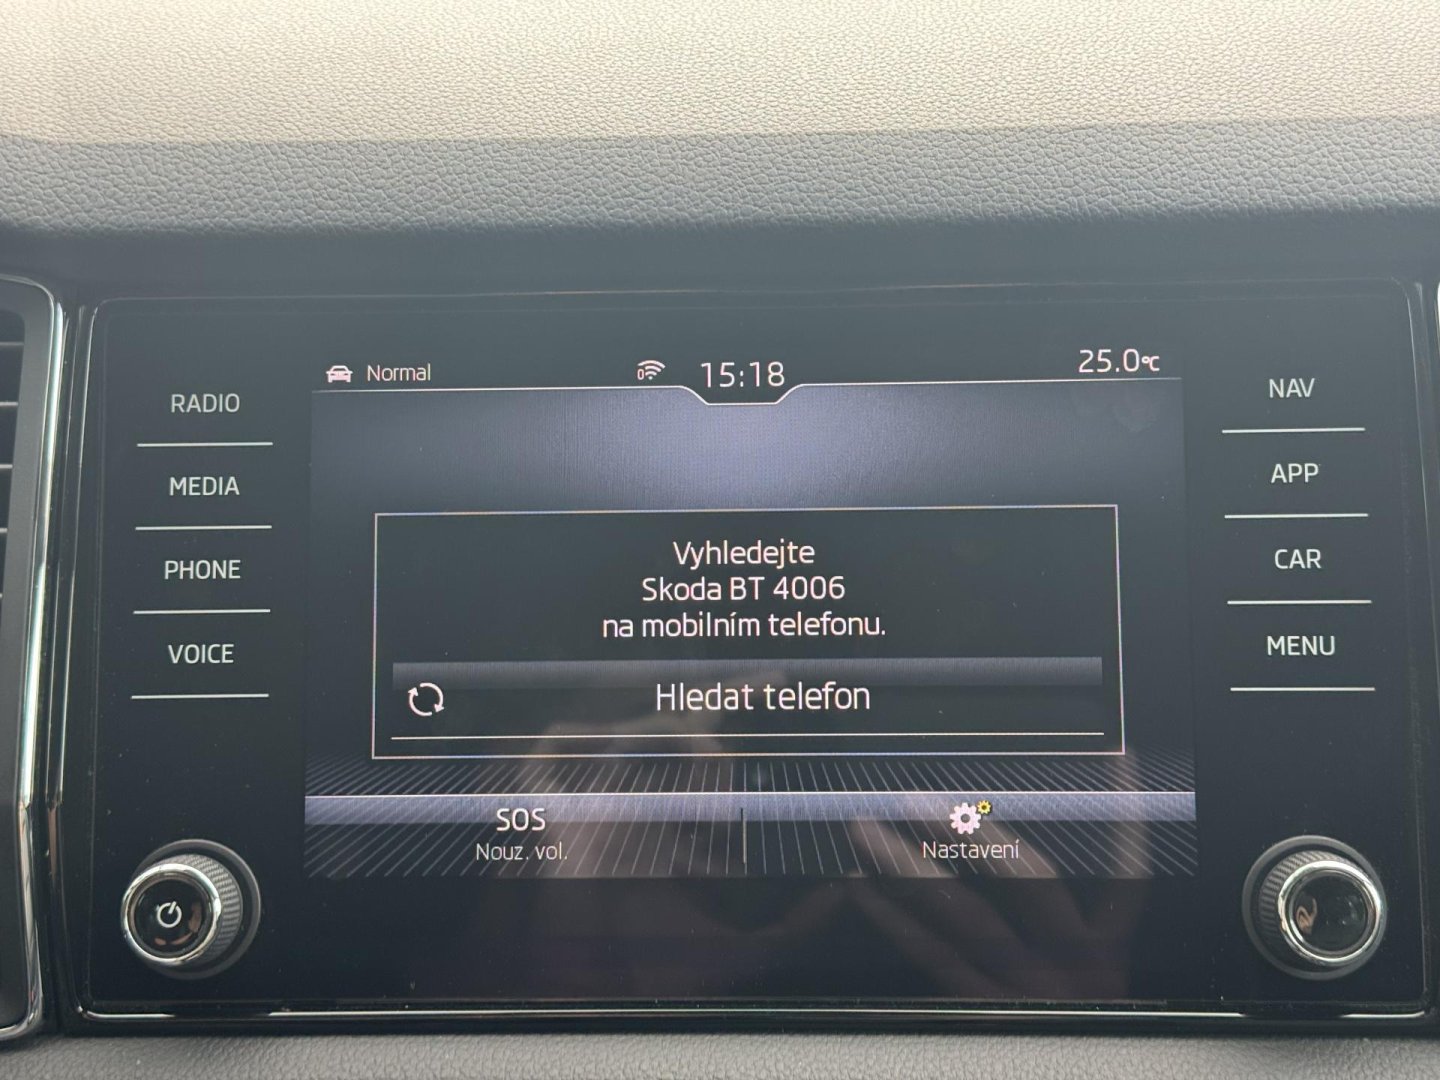 Normal
15:18
25.0°C
RADIO
MEDIA
PHONE
VOICE
NAV
APP
CAR
MENU
Vyhledejte
Skoda BT 4006
na mobilním telefonu.
Hledat telefon
SOS
Nouz. vol.
Nastavení